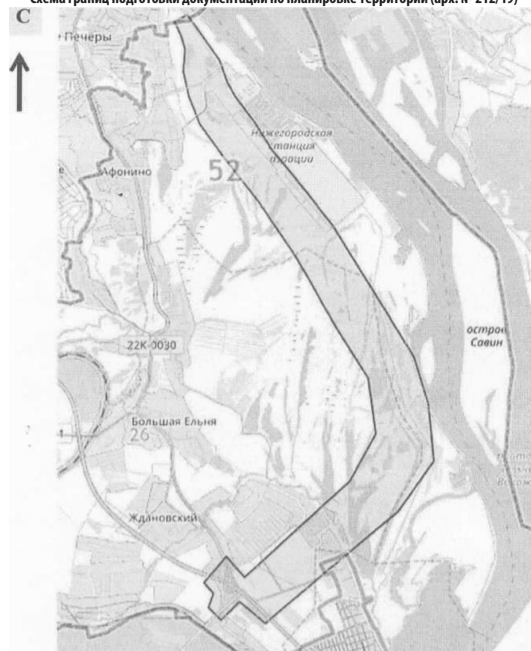 Схема границ подготовки документации по планировке территории (арх. № 212/19)
С
Печеры
Нижегородская
станция
аэрации
52
Афонино
остров
Савин
22К-0030
Большая Ельня
26
Ждановский